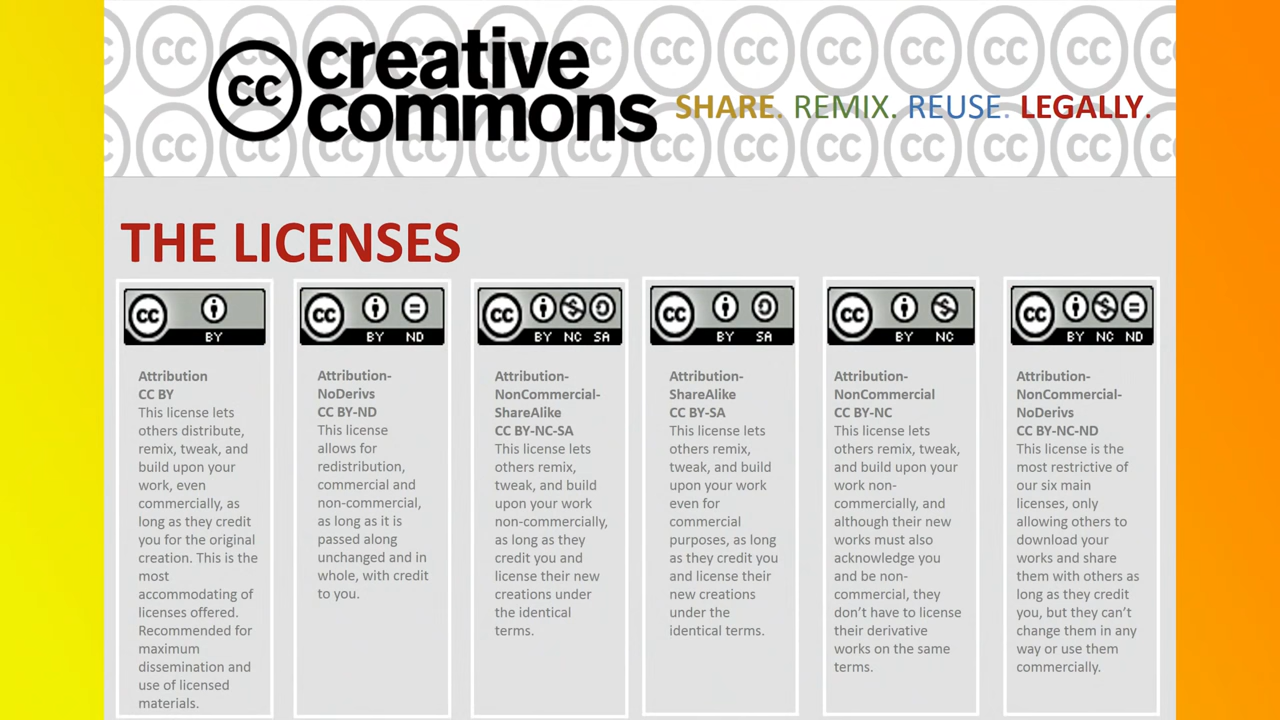 cc creative commons
SHARE. REMIX. REUSE. LEGALLY.
THE LICENSES
cc BY
Attribution
CC BY
This license lets
others distribute,
remix, tweak, and
build upon your
work, even
commercially, as
long as they credit
you for the original
creation. This is the
most
accommodating of
licenses offered.
Recommended for
maximum
dissemination and
use of licensed
materials.
cc BY ND
Attribution-
NoDerivs
CC BY-ND
This license
allows for
redistribution,
commercial and
non-commercial,
as long as it is
passed along
unchanged and in
whole, with credit
to you.
cc BY NC SA
Attribution-
NonCommercial-
ShareAlike
CC BY-NC-SA
This license lets
others remix,
tweak, and build
upon your work
non-commercially,
as long as they
credit you and
license their new
creations under
the identical
terms.
cc BY SA
Attribution-
ShareAlike
CC BY-SA
This license lets
others remix,
tweak, and build
upon your work
even for
commercial
purposes, as long
as they credit you
and license their
new creations
under the
identical terms.
cc BY NC
Attribution-
NonCommercial
CC BY-NC
This license lets
others remix, tweak,
and build upon your
work non-
commercially, and
although their new
works must also
acknowledge you
and be non-
commercial, they
don’t have to license
their derivative
works on the same
terms.
cc BY NC ND
Attribution-
NonCommercial-
NoDerivs
CC BY-NC-ND
This license is the
most restrictive of
our six main
licenses, only
allowing others to
download your
works and share
them with others as
long as they credit
you, but they can’t
change them in any
way or use them
commercially.